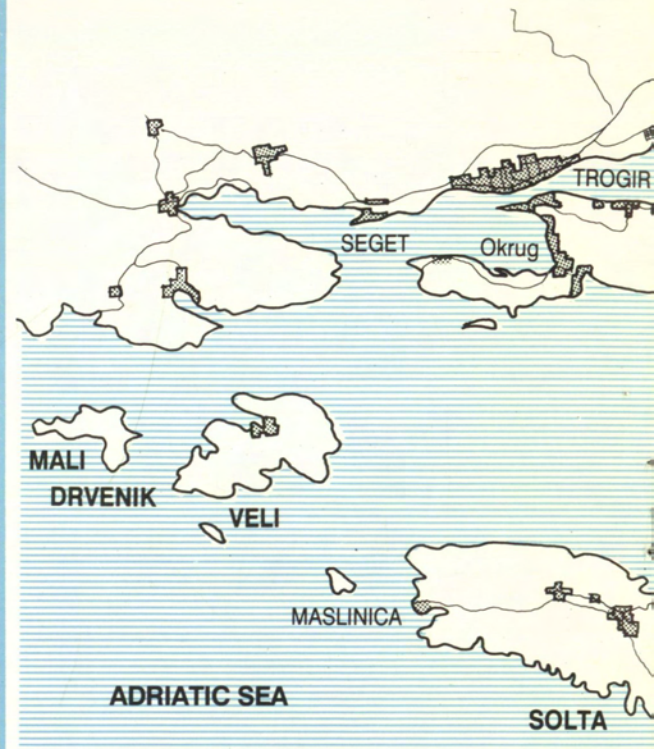 TROGIR
SEGET
Okrug
MALI
DRVENIK
VELI
MASLINICA
ADRIATIC SEA
SOLTA